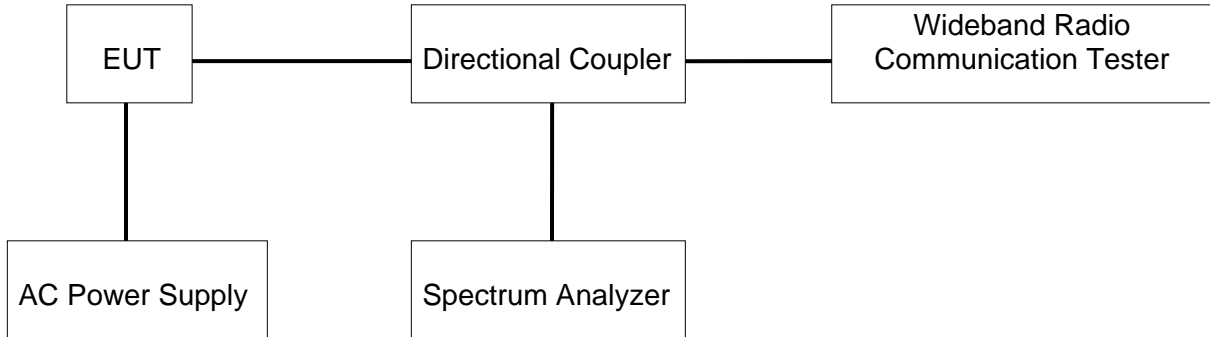 EUT
Directional Coupler
Wideband Radio
Communication Tester
AC Power Supply
Spectrum Analyzer